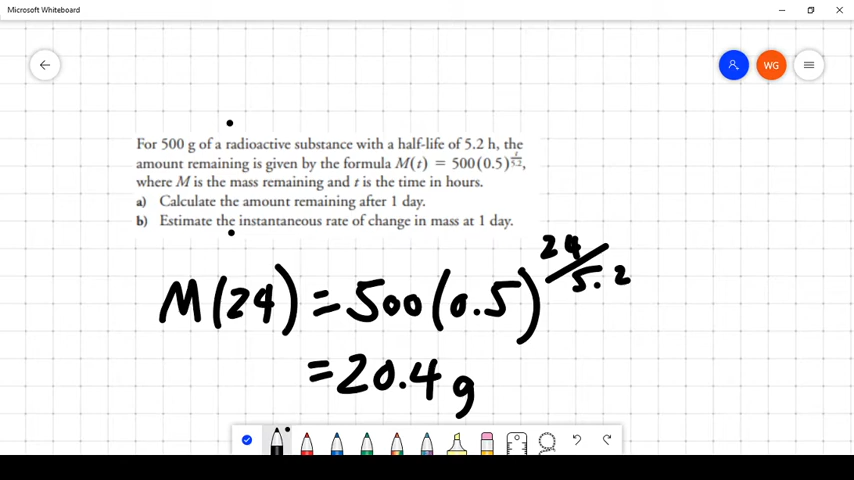 Microsoft Whiteboard
WG
For 500 g of a radioactive substance with a half-life of 5.2 h, the
amount remaining is given by the formula M(t) = 500(0.5)^(t/5.2),
where M is the mass remaining and t is the time in hours.
a) Calculate the amount remaining after 1 day.
b) Estimate the instantaneous rate of change in mass at 1 day.
M(24) = 500(0.5)^24/5.2
= 20.4 g